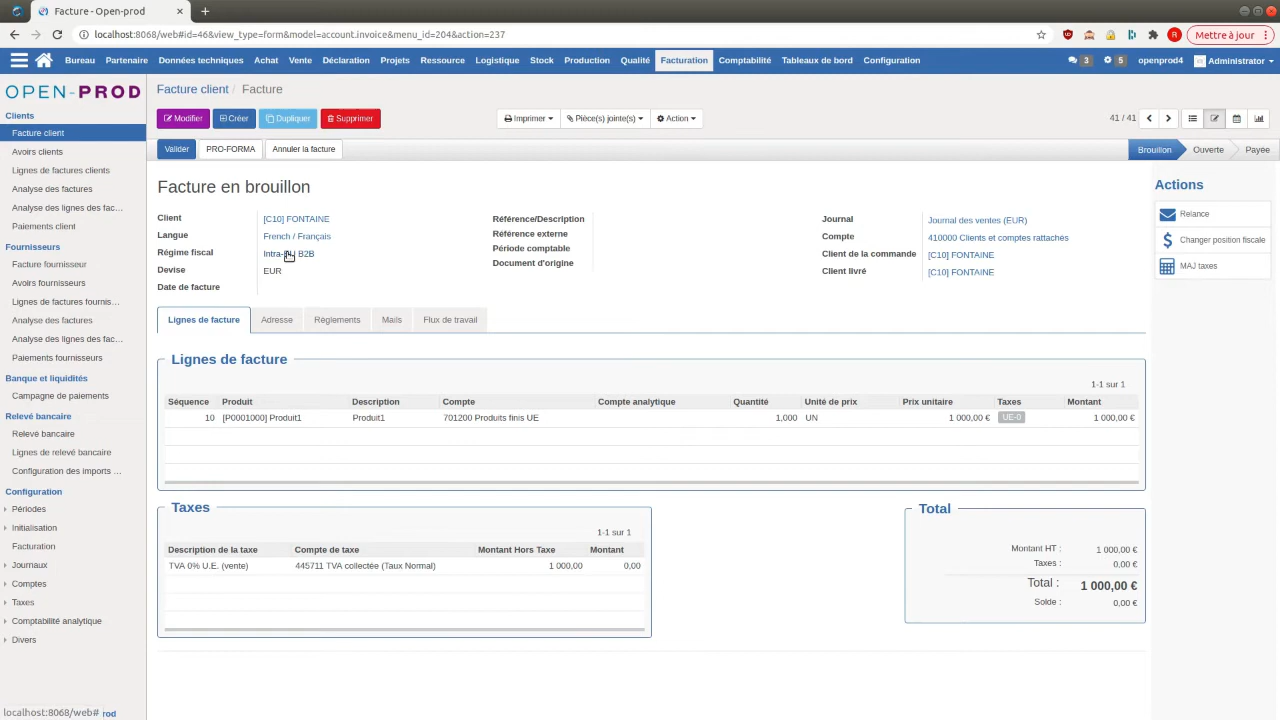 Facture - Open-prod
localhost:8068/web#id=46&view_type=form&model=account.invoice&menu_id=204&action=237
Mettre à jour
Bureau Partenaire Données techniques Achat Vente Déclaration Projets Ressource Logistique Stock Production Qualité Facturation Comptabilité Tableaux de bord Configuration 3 5 openprod4 Administrator
OPEN-PROD
Facture client / Facture
Modifier Créer Dupliquer Supprimer Imprimer Pièce(s) jointe(s) Action 41 / 41
Valider PRO-FORMA Annuler la facture Brouillon Ouverte Payée
Clients
Facture client
Avoirs clients
Lignes de factures clients
Analyse des factures
Analyse des lignes des fac...
Paiements client
Fournisseurs
Facture fournisseur
Avoirs fournisseurs
Lignes de factures fournis...
Analyse des factures
Analyse des lignes des fac...
Paiements fournisseurs
Banque et liquidités
Campagne de paiements
Relevé bancaire
Relevé bancaire
Lignes de relevé bancaire
Configuration des imports ...
Configuration
Périodes
Initialisation
Facturation
Journaux
Comptes
Taxes
Comptabilité analytique
Divers
localhost:8068/web# prod
Facture en brouillon
Client [C10] FONTAINE
Langue French / Français
Régime fiscal B2B
Devise EUR
Date de facture
Référence/Description
Référence externe
Période comptable
Document d'origine
Journal Journal des ventes (EUR)
Compte 410000 Clients et comptes rattachés
Client de la commande [C10] FONTAINE
Client livré [C10] FONTAINE
Actions
Relance
Changer position fiscale
MAJ taxes
Lignes de facture Adresse Règlements Mails Flux de travail
Lignes de facture
1-1 sur 1
Séquence Produit Description Compte Compte analytique Quantité Unité de prix Prix unitaire Taxes Montant
10 [P0001000] Produit1 Produit1 701200 Produits finis UE 1,000 UN 1 000,00 € UE-0 1 000,00 €
Taxes
1-1 sur 1
Description de la taxe Compte de taxe Montant Hors Taxe Montant
TVA 0% U.E. (vente) 445711 TVA collectée (Taux Normal) 1 000,00 0.00
Total
Montant HT : 1 000,00 €
Taxes : 0,00 €
Total : 1 000,00 €
Solde : 0,00 €